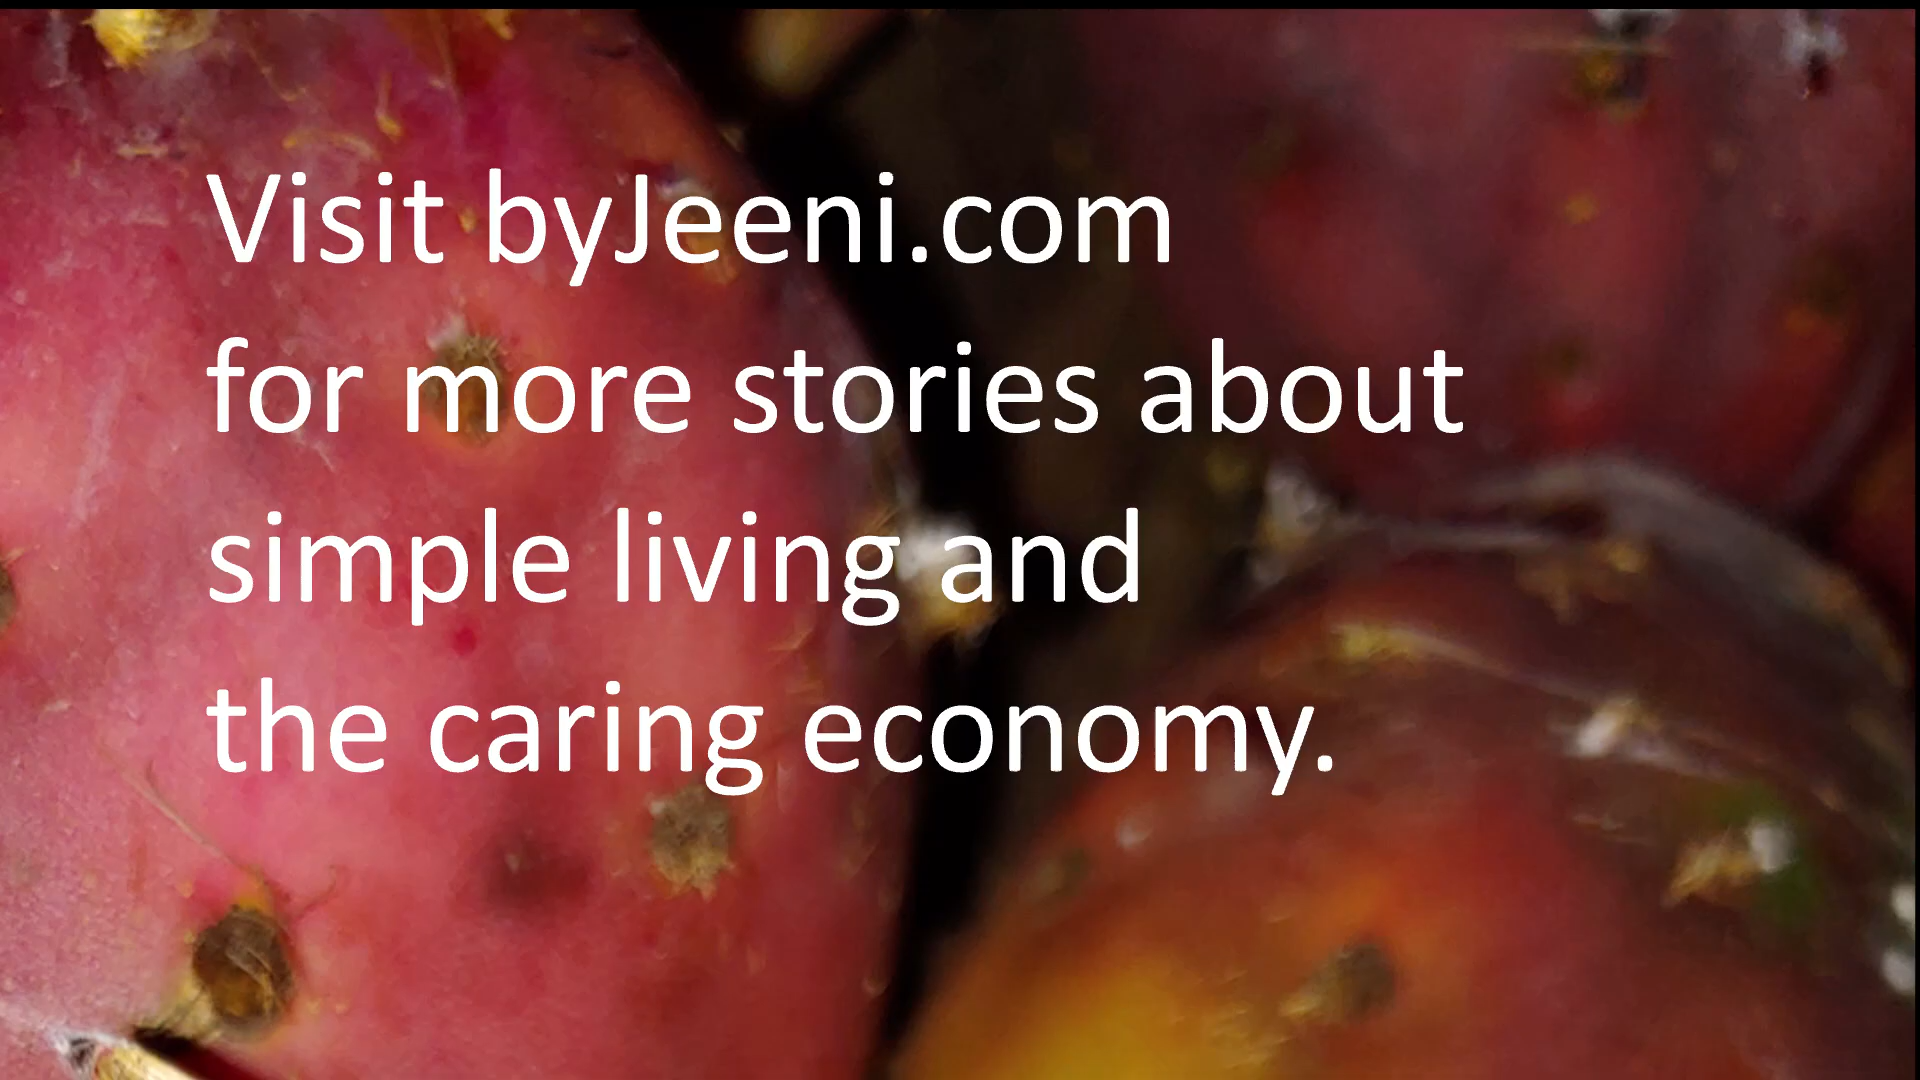 Visit byJeeni.com
for more stories about
simple living and
the caring economy.